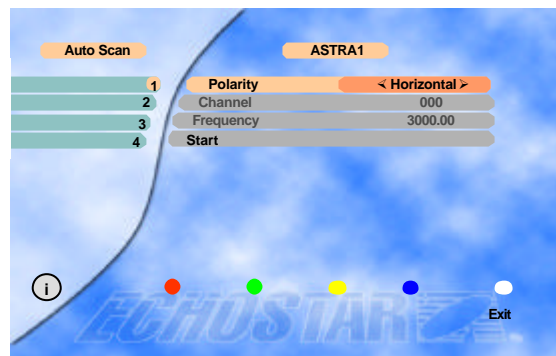 Auto Scan ASTRA1
1 Polarity < Horizontal >
2 Channel 000
3 Frequency 3000.00
4 Start
i
ECHOSTAR
Exit